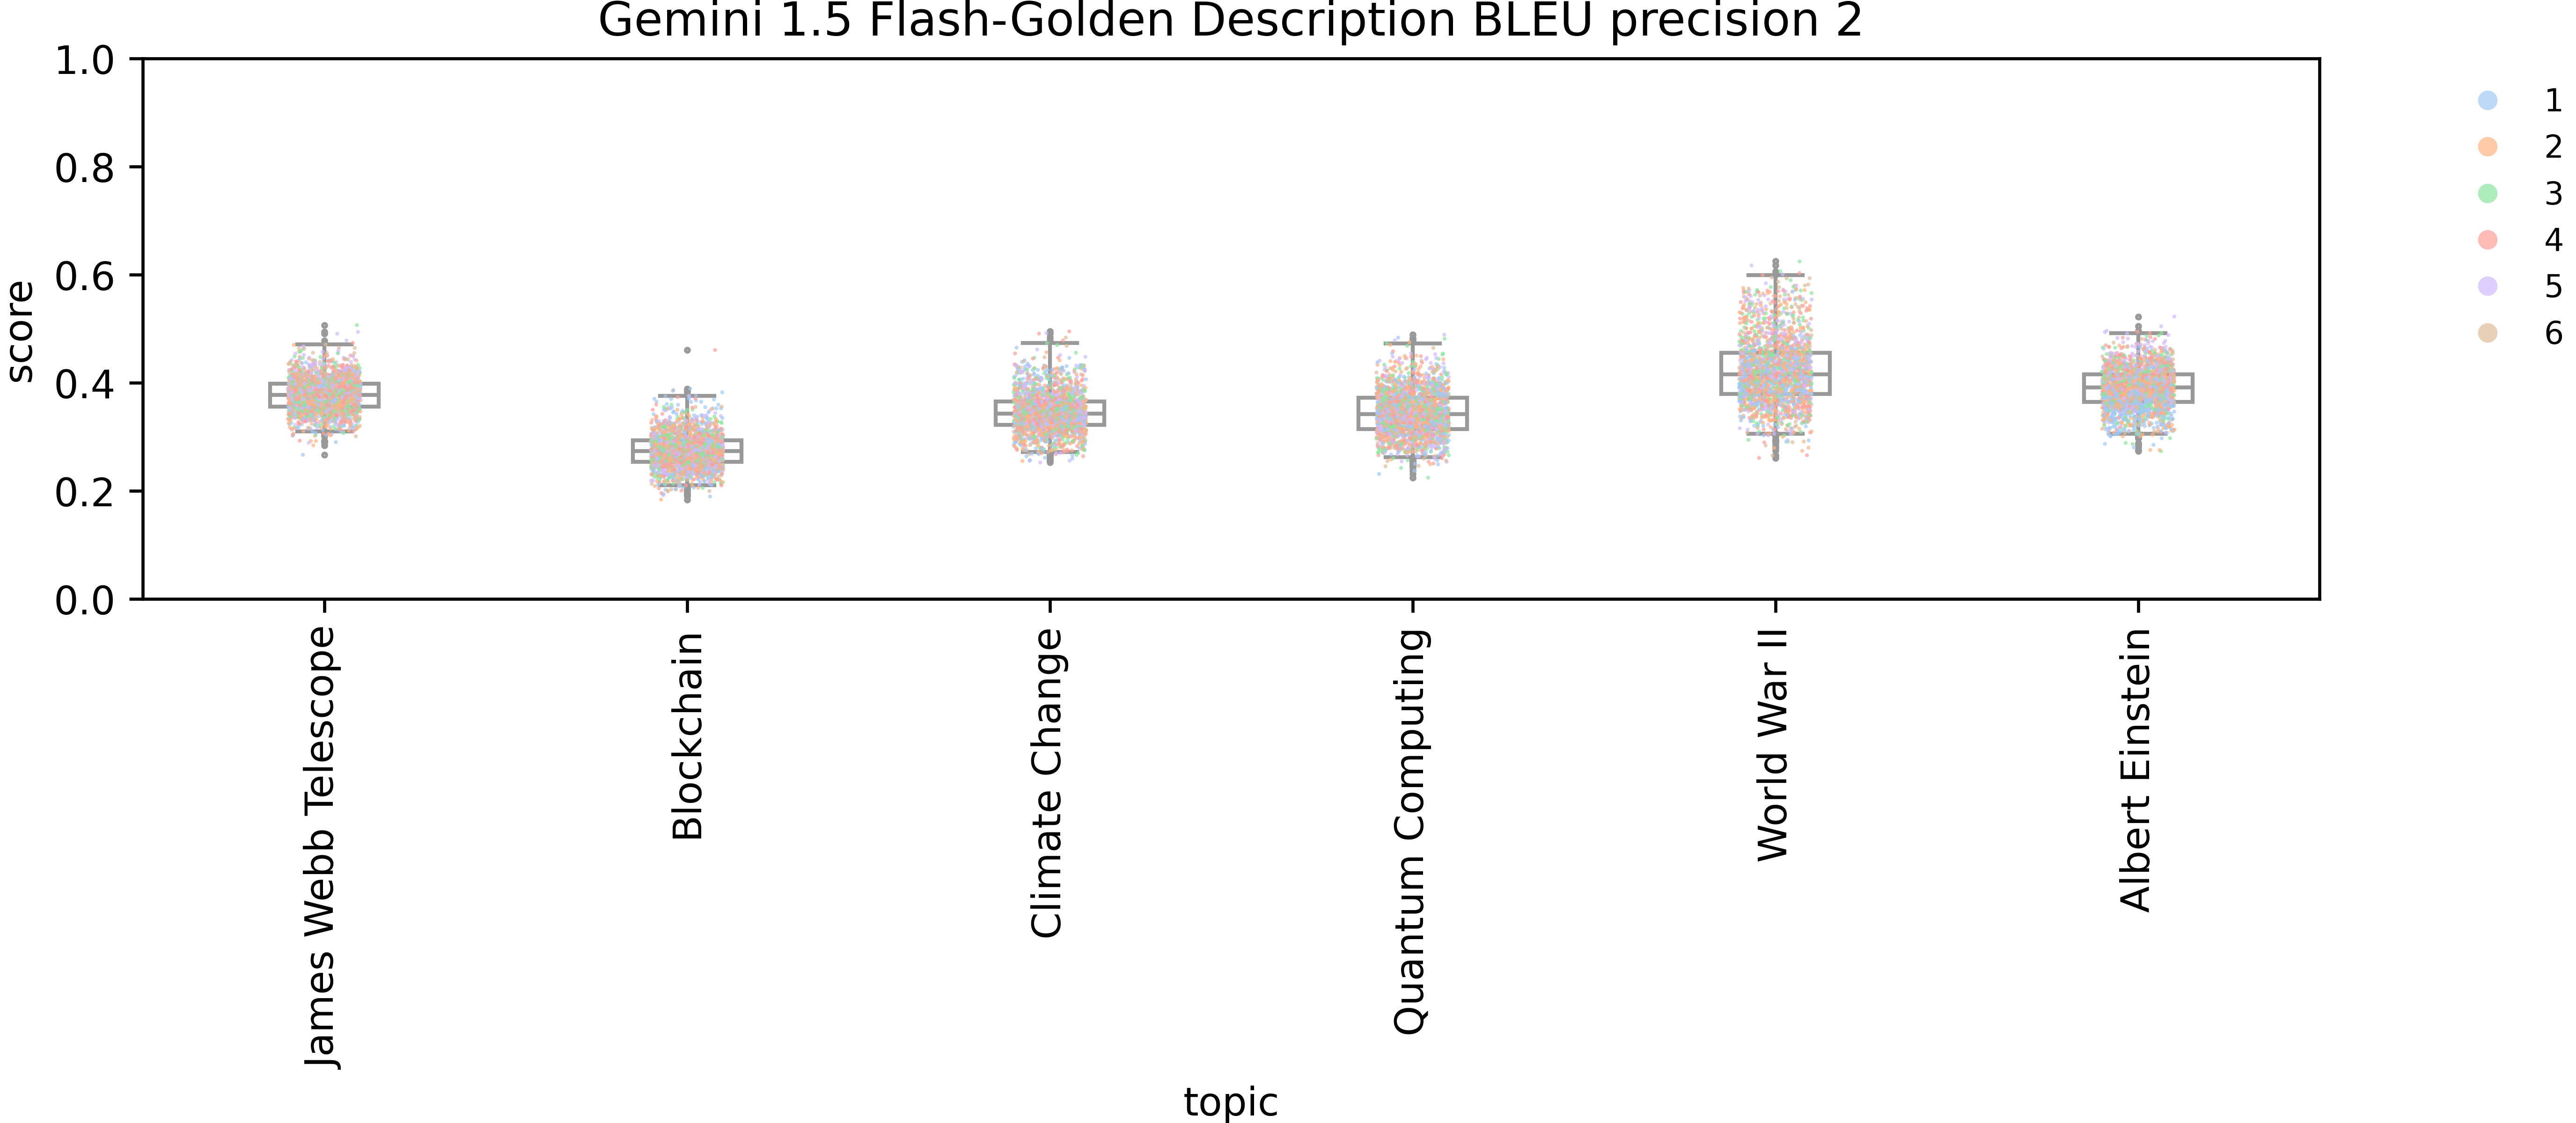 Gemini 1.5 Flash-Golden Description BLEU precision 2
1.0
0.8
0.6
0.4
0.2
0.0
score
James Webb Telescope
Blockchain
Climate Change
Quantum Computing
World War II
Albert Einstein
topic
1
2
3
4
5
6